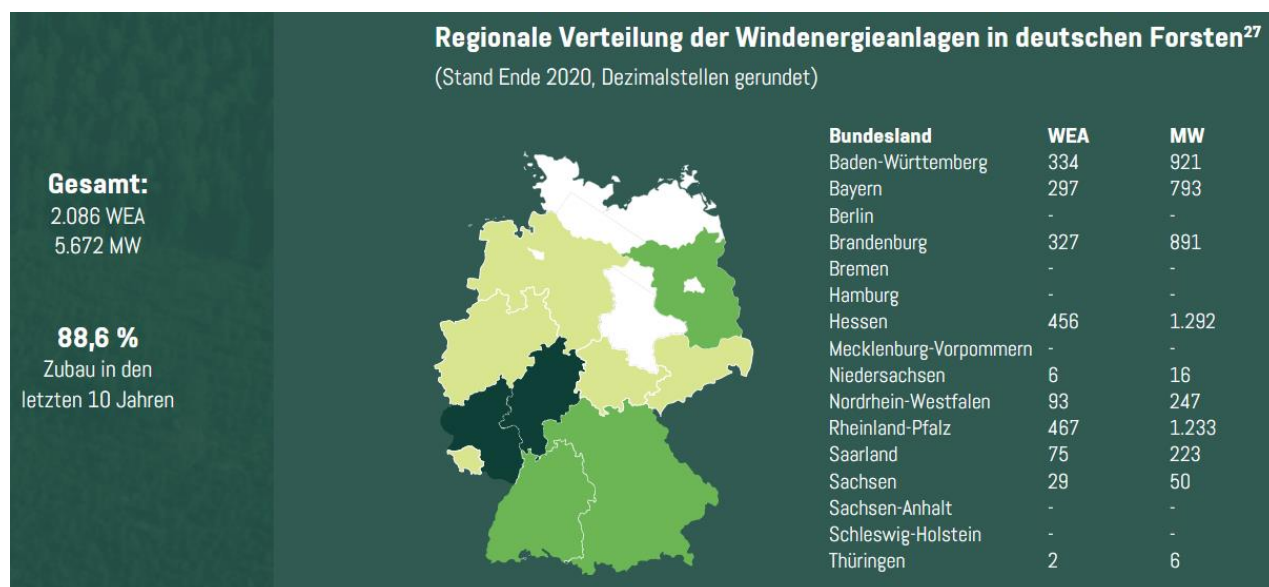 Regionale Verteilung der Windenergieanlagen in deutschen Forsten²⁷
(Stand Ende 2020, Dezimalstellen gerundet)
Gesamt:
2.086 WEA
5.672 MW
88,6 %
Zubau in den
letzten 10 Jahren
Bundesland WEA MW
Baden-Württemberg 334 921
Bayern 297 793
Berlin - -
Brandenburg 327 891
Bremen - -
Hamburg - -
Hessen 456 1.292
Mecklenburg-Vorpommern - -
Niedersachsen 6 16
Nordrhein-Westfalen 93 247
Rheinland-Pfalz 467 1.233
Saarland 75 223
Sachsen 29 50
Sachsen-Anhalt - -
Schleswig-Holstein - -
Thüringen 2 6